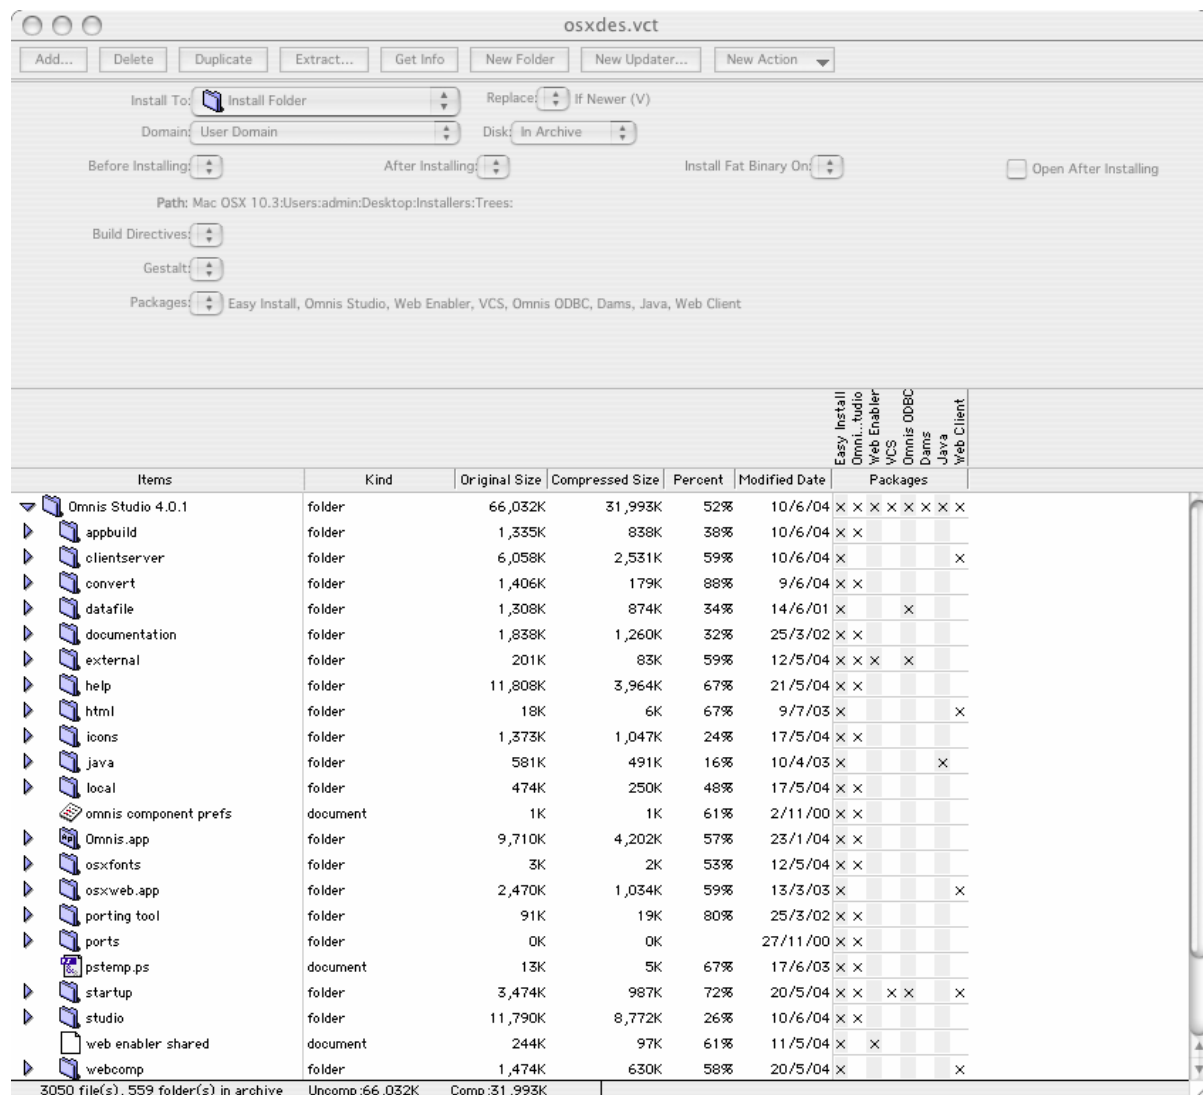 osxdes.vct
Add... Delete Duplicate Extract... Get Info New Folder New Updater... New Action
Install To: Install Folder Replace: If Newer (V)
Domain: User Domain Disk: In Archive
Before Installing: After Installing: Install Fat Binary On: Open After Installing
Path: Mac OSX 10.3:Users:admin:Desktop:Installers:Trees:
Build Directives:
Gestalt:
Packages: Easy Install, Omnis Studio, Web Enabler, VCS, Omnis ODBC, Dams, Java, Web Client
Easy Install
Omni...tudio
Web Enabler
VCS
Omnis ODBC
Dams
Java
Web Client
Items Kind Original Size Compressed Size Percent Modified Date Packages
Omnis Studio 4.0.1 folder 66,032K 31,993K 52% 10/6/04 × × × × × × × ×
appbuild folder 1,335K 838K 38% 10/6/04 × ×
clientserver folder 6,058K 2,531K 59% 10/6/04 × ×
convert folder 1,406K 179K 88% 9/6/04 × ×
datafile folder 1,308K 874K 34% 14/6/01 × ×
documentation folder 1,838K 1,260K 32% 25/3/02 × ×
external folder 201K 83K 59% 12/5/04 × × × ×
help folder 11,808K 3,964K 67% 21/5/04 × ×
html folder 18K 6K 67% 9/7/03 × ×
icons folder 1,373K 1,047K 24% 17/5/04 × ×
java folder 581K 491K 16% 10/4/03 × ×
local folder 474K 250K 48% 17/5/04 × ×
omnis component prefs document 1K 1K 61% 2/11/00 × ×
Omnis.app folder 9,710K 4,202K 57% 23/1/04 × ×
osxfonts folder 3K 2K 53% 12/5/04 × ×
osxweb.app folder 2,470K 1,034K 59% 13/3/03 × ×
porting tool folder 91K 19K 80% 25/3/02 × ×
ports folder 0K 0K 27/11/00 × ×
pstemp.ps document 13K 5K 67% 17/6/03 × ×
startup folder 3,474K 987K 72% 20/5/04 × × × × ×
studio folder 11,790K 8,772K 26% 10/6/04 × ×
web enabler shared document 244K 97K 61% 11/5/04 × ×
webcomp folder 1,474K 630K 58% 20/5/04 × ×
3050 file(s), 559 folder(s) in archive Uncomp:66,032K Comp:31,993K